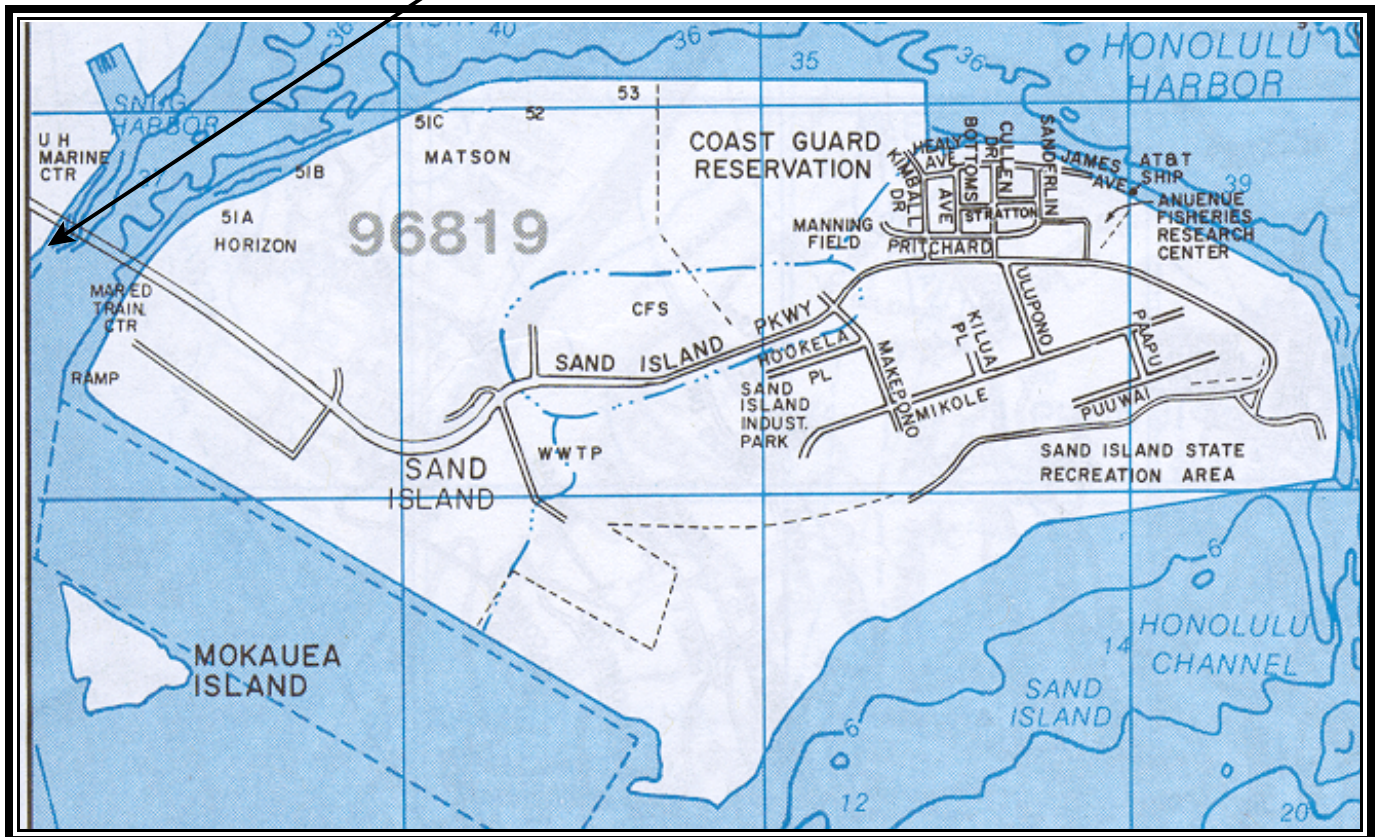 BASIN
40
36
36
35
36
9
HONOLULU
HARBOR
SNUG
HARBOR
53
52
51C
MATSON
51B
U H
MARINE
CTR
37
COAST GUARD
RESERVATION
HEALY
AVE
KIMBALL
DR
AVE
BOTTOMS
DR
CULLEN
SANDERLIN
STRATTON
JAMES
AVE
AT&T
SHIP
39
ANUENUE
FISHERIES
RESEARCH
CENTER
51A
HORIZON
96819
MANNING
FIELD
PRITCHARD
MAR ED
TRAIN.
CTR
CFS
SAND ISLAND PKWY
HOOKELA
PL
ULUPONO
KILUA
PL
PAAPU
MAKEPONO
MIKOLE
PUUWAI
RAMP
SAND
ISLAND
INDUST.
PARK
WWTP
SAND
ISLAND
SAND ISLAND STATE
RECREATION AREA
6
14
HONOLULU
CHANNEL
MOKAUEA
ISLAND
SAND
ISLAND
6
12
20